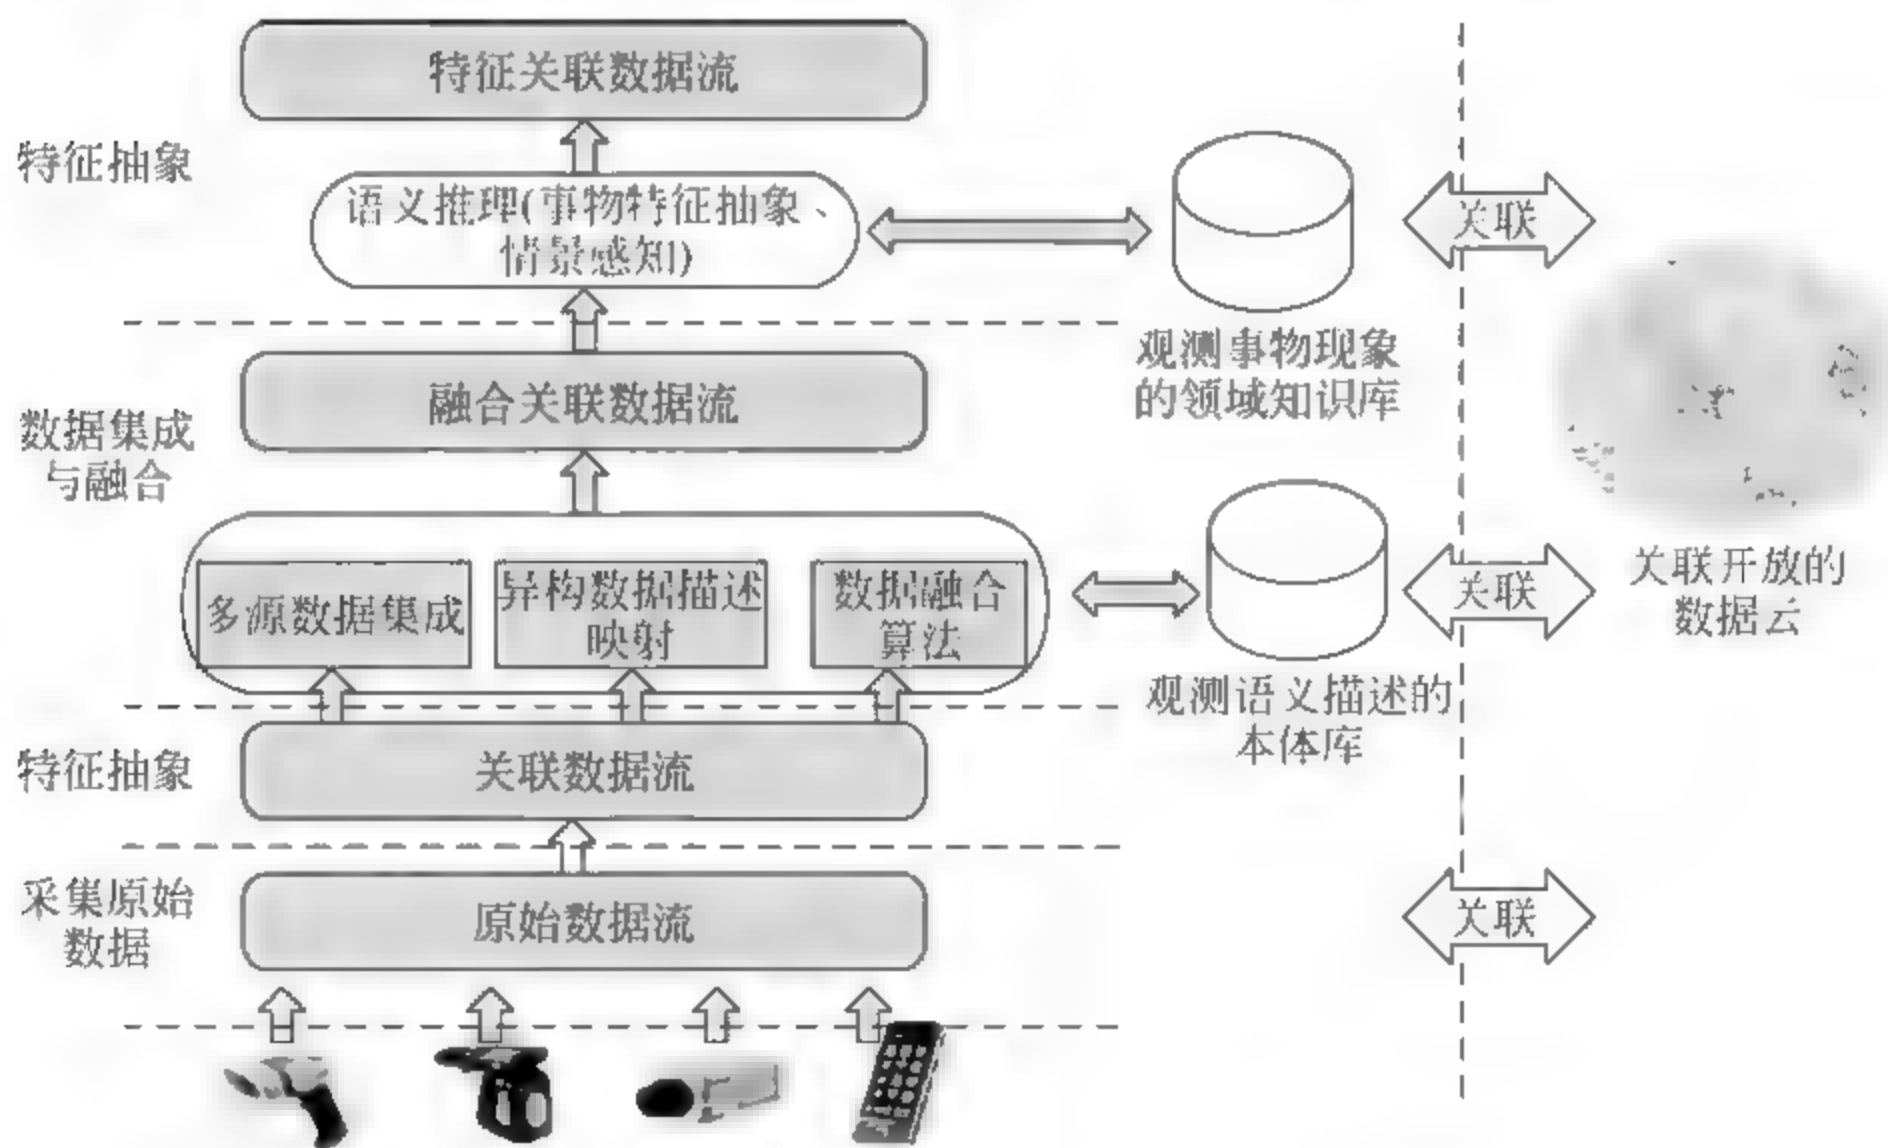 特征关联数据流
特征抽象
语义推理(事物特征抽象、
情景感知)
关联
观测事物现象
的领域知识库
融合关联数据流
数据集成
与融合
多源数据集成
异构数据描述
映射
数据融合
算法
关联
关联开放的
数据云
观测语义描述的
本体库
特征抽象
关联数据流
采集原始
数据
原始数据流
关联